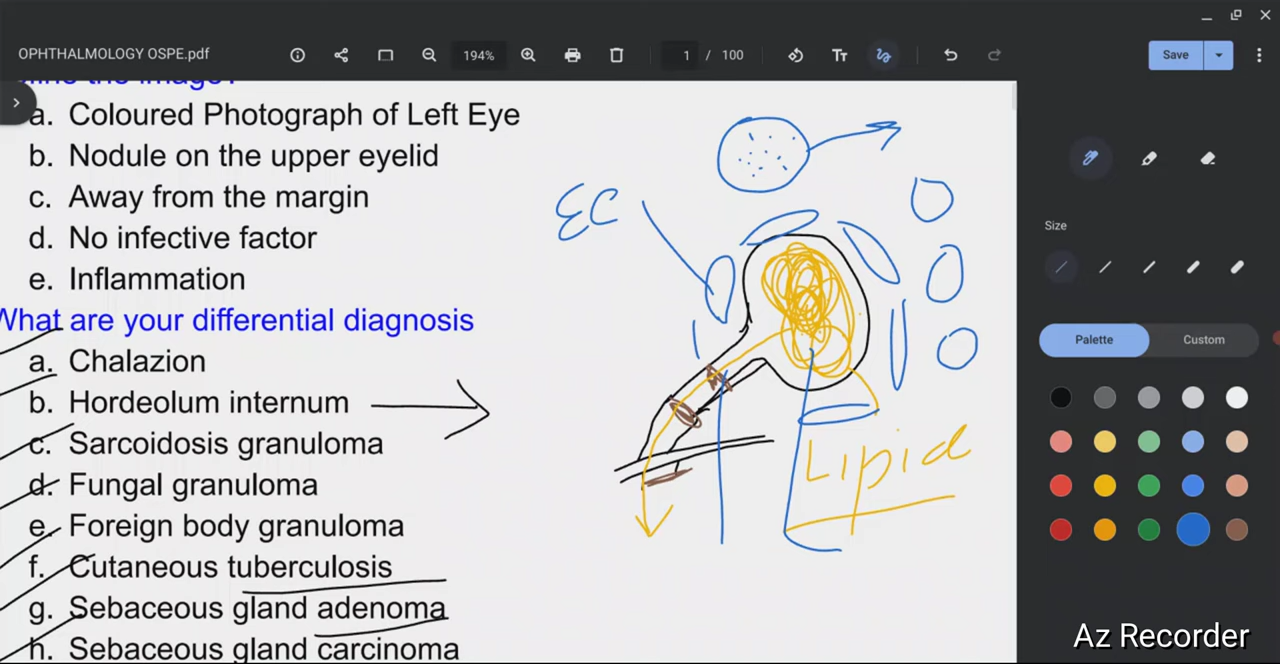 OPHTHALMOLOGY OSPE.pdf
194%
1 / 100
Tт
Save
a. Coloured Photograph of Left Eye
b. Nodule on the upper eyelid
c. Away from the margin
d. No infective factor
e. Inflammation
What are your differential diagnosis
a. Chalazion
b. Hordeolum internum
c. Sarcoidosis granuloma
d. Fungal granuloma
e. Foreign body granuloma
f. Cutaneous tuberculosis
g. Sebaceous gland adenoma
h. Sebaceous gland carcinoma
EC
Lipid
Size
Palette
Custom
Az Recorder